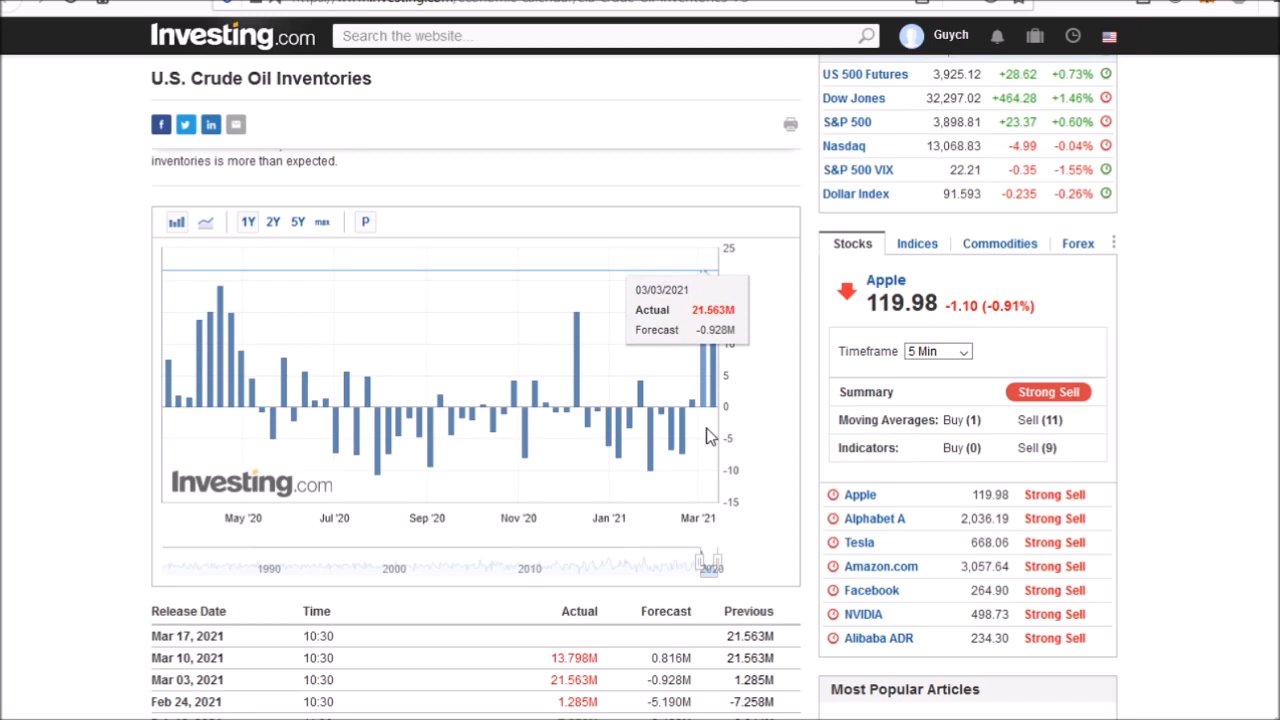 Investing.com
Search the website...
Guych
U.S. Crude Oil Inventories
inventories is more than expected.
1Y 2Y 5Y max P
25
03/03/2021
Actual 21.563M
Forecast -0.928M
10
5
0
-5
-10
-15
Investing.com
May '20 Jul '20 Sep '20 Nov '20 Jan '21 Mar '21
1990 2000 2010 2020
Release Date Time Actual Forecast Previous
Mar 17, 2021 10:30 21.563M
Mar 10, 2021 10:30 13.798M 0.816M 21.563M
Mar 03, 2021 10:30 21.563M -0.928M 1.285M
Feb 24, 2021 10:30 1.285M -5.190M -7.258M
US 500 Futures 3,925.12 +28.62 +0.73%
Dow Jones 32,297.02 +464.28 +1.46%
S&P 500 3,898.81 +23.37 +0.60%
Nasdaq 13,068.83 -4.99 -0.04%
S&P 500 VIX 22.21 -0.35 -1.55%
Dollar Index 91.593 -0.235 -0.26%
Stocks Indices Commodities Forex
Apple
119.98 -1.10 (-0.91%)
Timeframe 5 Min
Summary Strong Sell
Moving Averages: Buy (1) Sell (11)
Indicators: Buy (0) Sell (9)
Apple 119.98 Strong Sell
Alphabet A 2,036.19 Strong Sell
Tesla 668.06 Strong Sell
Amazon.com 3,057.64 Strong Sell
Facebook 264.90 Strong Sell
NVIDIA 498.73 Strong Sell
Alibaba ADR 234.30 Strong Sell
Most Popular Articles